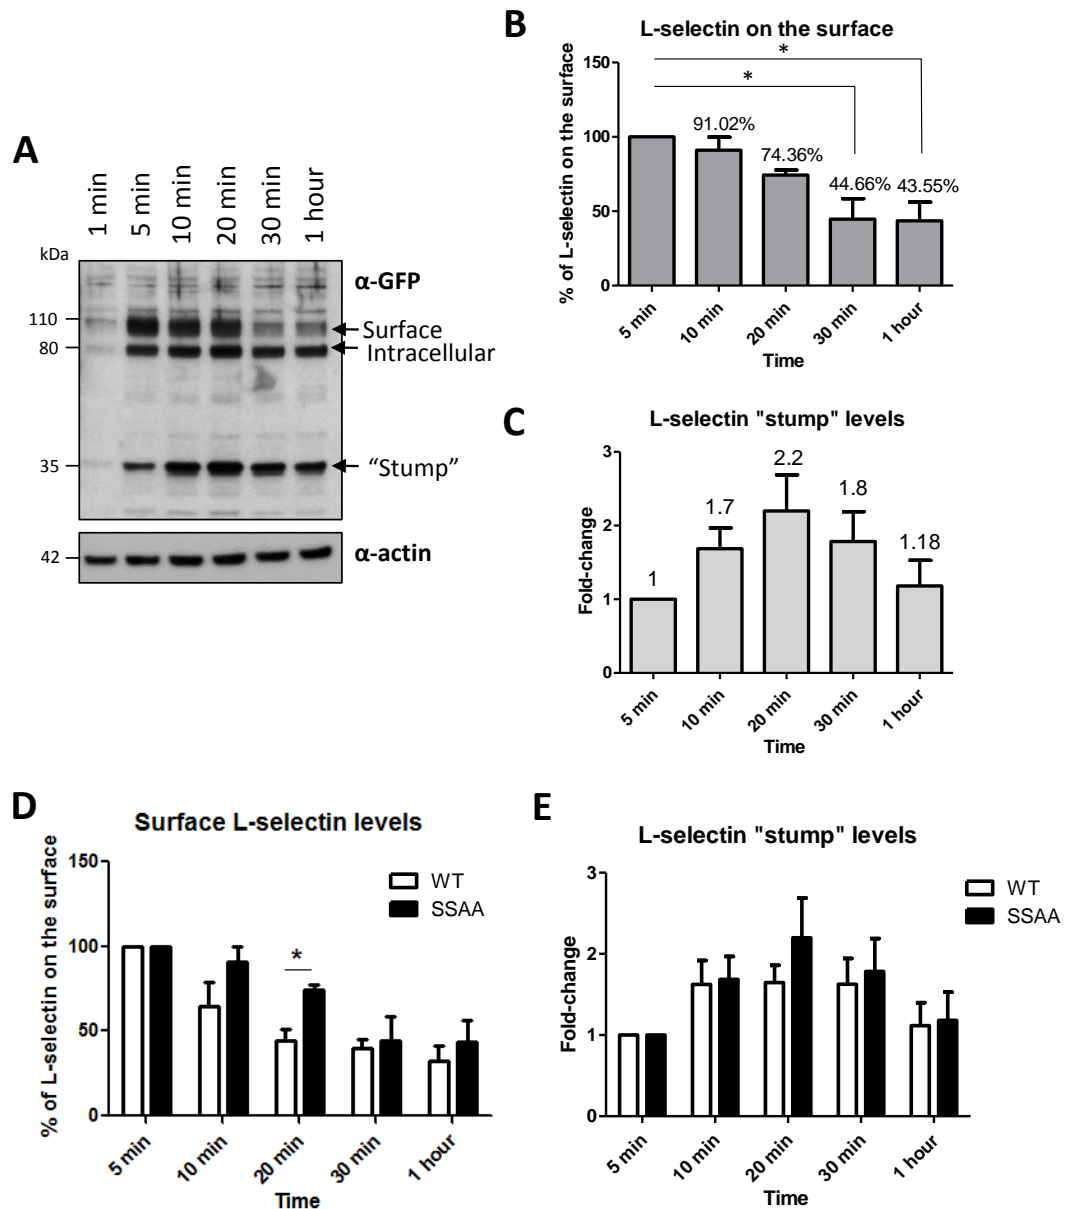 A
1 min
5 min
10 min
20 min
30 min
1 hour
kDa
α-GFP
110
Surface
80
Intracellular
35
“Stump”
42
α-actin
B
L-selectin on the surface
% of L-selectin on the surface
150
100
50
0
*
*
91.02%
74.36%
44.66%
43.55%
5 min
10 min
20 min
30 min
1 hour
Time
C
L-selectin "stump" levels
Fold-change
3
2
1
0
1
1.7
2.2
1.8
1.18
5 min
10 min
20 min
30 min
1 hour
Time
D
Surface L-selectin levels
% of L-selectin on the surface
150
100
50
0
WT
SSAA
*
5 min
10 min
20 min
30 min
1 hour
Time
E
L-selectin "stump" levels
Fold-change
3
2
1
0
WT
SSAA
5 min
10 min
20 min
30 min
1 hour
Time